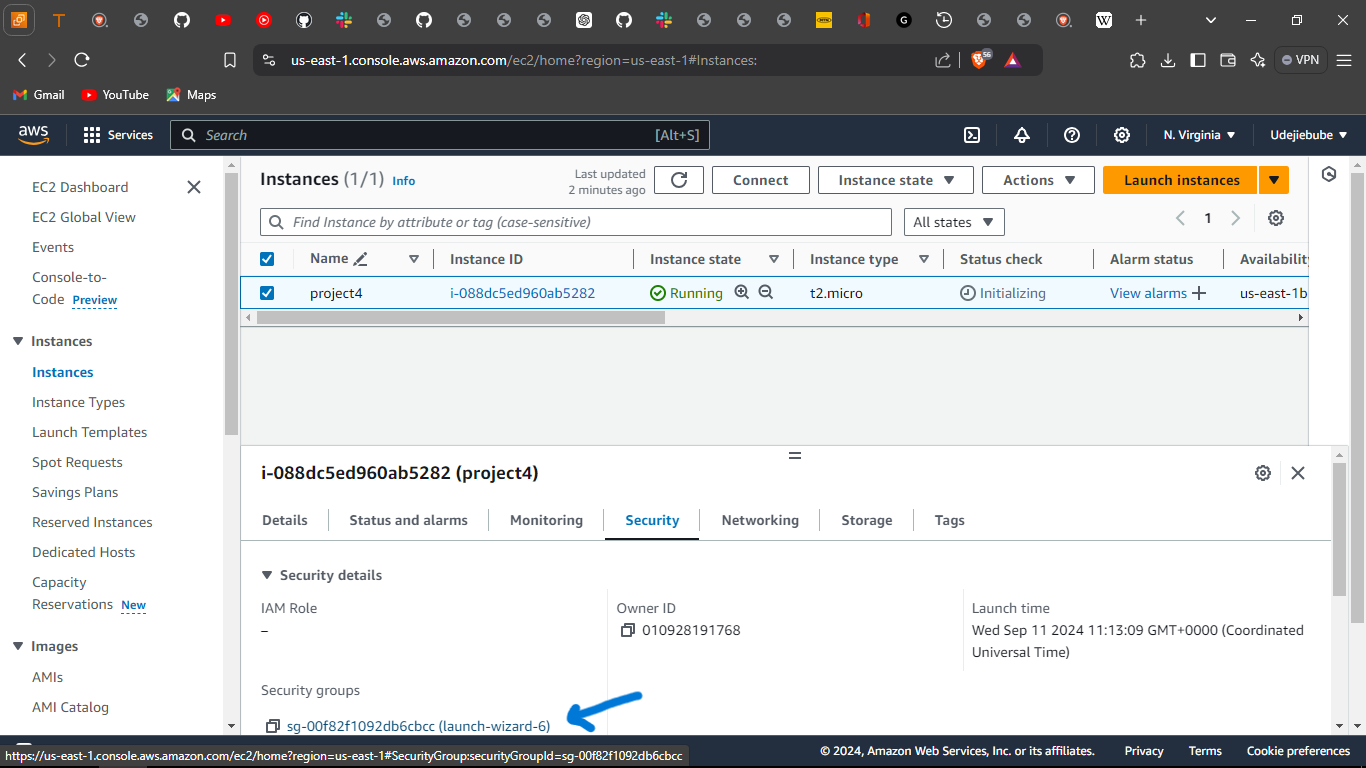 us-east-1.console.aws.amazon.com/ec2/home?region=us-east-1#Instances:
56
VPN
Gmail
YouTube
Maps
aws
Services
Search
[Alt+S]
N. Virginia
Udejiebube
EC2 Dashboard
EC2 Global View
Events
Console-to-
Code Preview
Instances
Instances
Instance Types
Launch Templates
Spot Requests
Savings Plans
Reserved Instances
Dedicated Hosts
Capacity
Reservations New
Images
AMIs
AMI Catalog
Instances (1/1) Info
Last updated
2 minutes ago
Connect
Instance state
Actions
Launch instances
Find Instance by attribute or tag (case-sensitive)
All states
1
Name Instance ID Instance state Instance type Status check Alarm status Availability
project4 i-088dc5ed960ab5282 Running t2.micro Initializing View alarms us-east-1b
i-088dc5ed960ab5282 (project4)
Details Status and alarms Monitoring Security Networking Storage Tags
Security details
IAM Role
–
Owner ID
010928191768
Launch time
Wed Sep 11 2024 11:13:09 GMT+0000 (Coordinated
Universal Time)
Security groups
sg-00f82f1092db6cbcc (launch-wizard-6)
https://us-east-1.console.aws.amazon.com/ec2/home?region=us-east-1#SecurityGroup:securityGroupId=sg-00f82f1092db6cbcc
© 2024, Amazon Web Services, Inc. or its affiliates.
Privacy
Terms
Cookie preferences